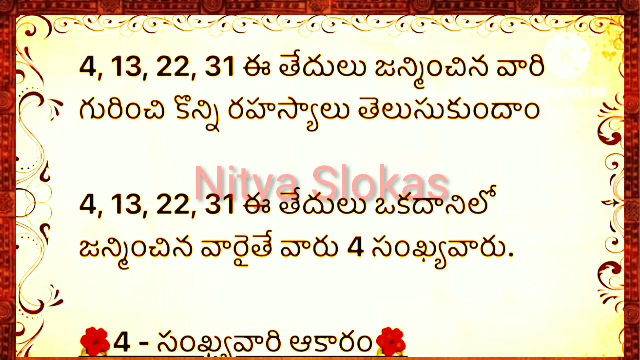 4, 13, 22, 31 ఈ తేదులు జన్మించిన వారి
గురించి కొన్ని రహస్యాలు తెలుసుకుందాం
Nitya Slokas
4, 13, 22, 31 ఈ తేదులు ఒకదానిలో
జన్మించిన వారైతే వారు 4 సంఖ్యవారు.
4 - సంఖ్యవారి ఆకారం